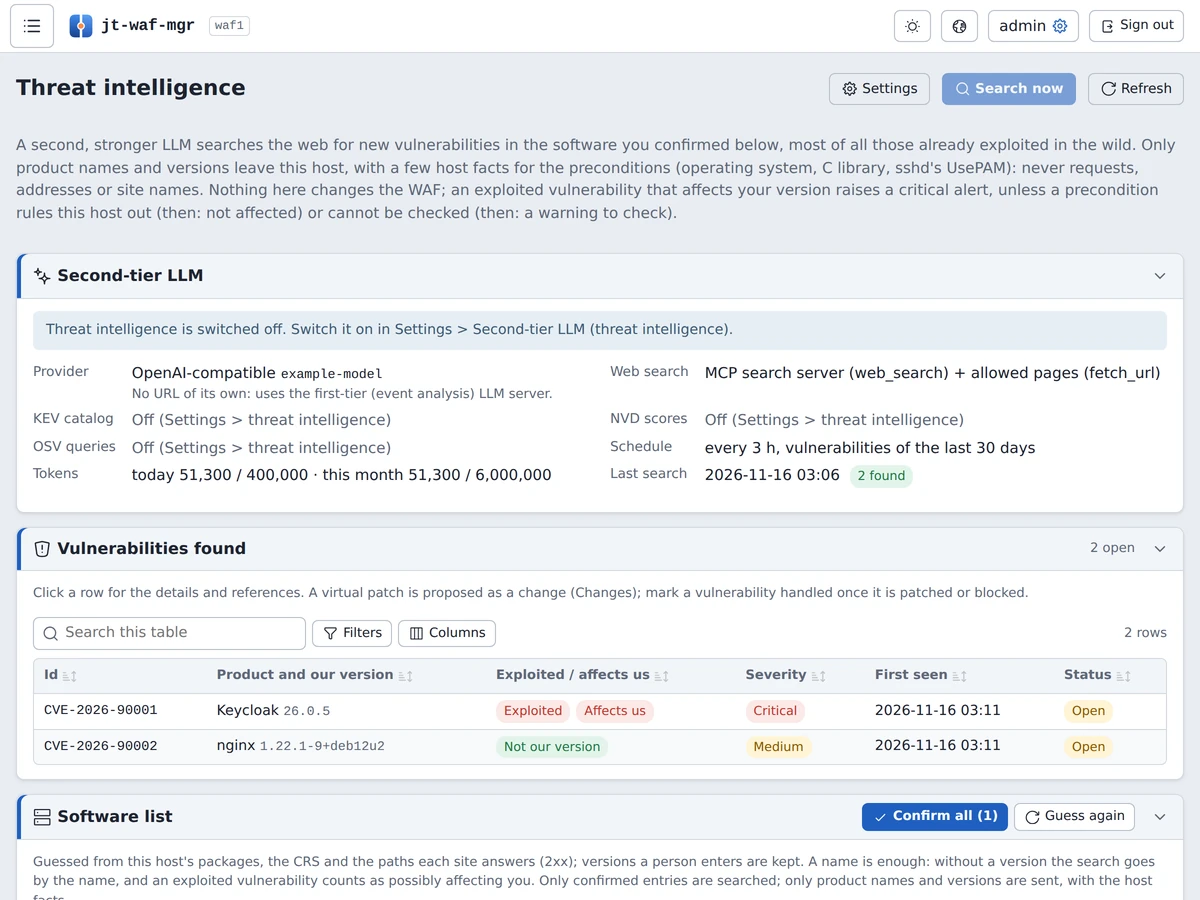 jt-waf-mgr waf1 admin Sign out
Threat intelligence Settings Search now Refresh
A second, stronger LLM searches the web for new vulnerabilities in the software you confirmed below, most of all those already exploited in the wild. Only
product names and versions leave this host, with a few host facts for the preconditions (operating system, C library, sshd's UsePAM): never requests,
addresses or site names. Nothing here changes the WAF; an exploited vulnerability that affects your version raises a critical alert, unless a precondition
rules this host out (then: not affected) or cannot be checked (then: a warning to check).
Second-tier LLM
Threat intelligence is switched off. Switch it on in Settings > Second-tier LLM (threat intelligence).
Provider OpenAI-compatible example-model Web search MCP search server (web_search) + allowed pages (fetch_url)
No URL of its own: uses the first-tier (event analysis) LLM server.
KEV catalog Off (Settings > threat intelligence) NVD scores Off (Settings > threat intelligence)
OSV queries Off (Settings > threat intelligence) Schedule every 3 h, vulnerabilities of the last 30 days
Tokens today 51,300 / 400,000 · this month 51,300 / 6,000,000 Last search 2026-11-16 03:06 2 found
Vulnerabilities found 2 open
Click a row for the details and references. A virtual patch is proposed as a change (Changes); mark a vulnerability handled once it is patched or blocked.
Search this table Filters Columns 2 rows
Id Product and our version Exploited / affects us Severity First seen Status
CVE-2026-90001 Keycloak 26.0.5 Exploited Affects us Critical 2026-11-16 03:11 Open
CVE-2026-90002 nginx 1.22.1-9+deb12u2 Not our version Medium 2026-11-16 03:11 Open
Software list Confirm all (1) Guess again
Guessed from this host's packages, the CRS and the paths each site answers (2xx); versions a person enters are kept. A name is enough: without a version the search goes
by the name, and an exploited vulnerability counts as possibly affecting you. Only confirmed entries are searched; only product names and versions are sent, with the host